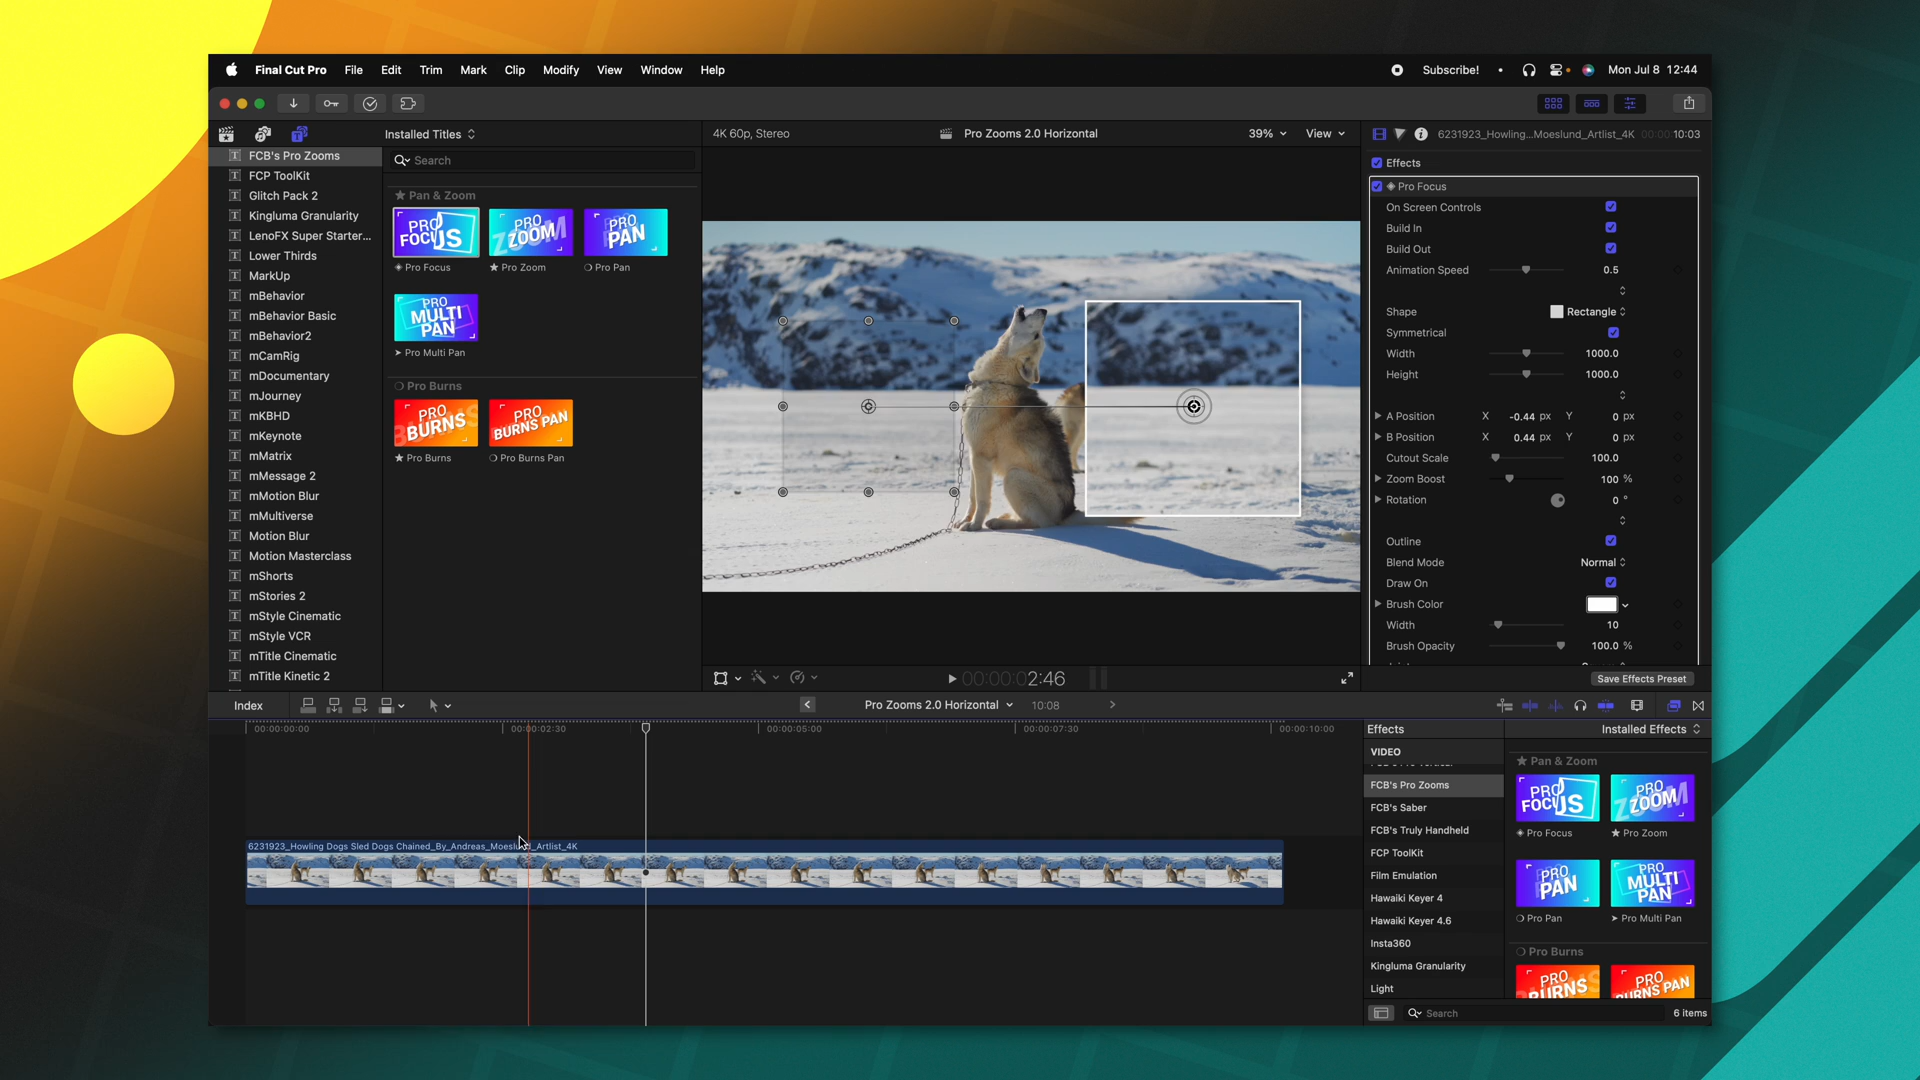 Final Cut Pro File Edit Trim Mark Clip Modify View Window Help
Subscribe! • Mon Jul 8 12:44
Installed Titles
4K 60p, Stereo
Pro Zooms 2.0 Horizontal
39% View
6231923_Howling...Moeslund_Artlist_4K 00:00:10:03
FCB's Pro Zooms
FCP ToolKit
Glitch Pack 2
Kingluma Granularity
LenoFX Super Starter...
Lower Thirds
MarkUp
mBehavior
mBehavior Basic
mBehavior2
mCamRig
mDocumentary
mJourney
mKBHD
mKeynote
mMatrix
mMessage 2
mMotion Blur
mMultiverse
Motion Blur
Motion Masterclass
mShorts
mStories 2
mStyle Cinematic
mStyle VCR
mTitle Cinematic
mTitle Kinetic 2
Search
Pan & Zoom
PRO FOCUS
PRO ZOOM
PRO PAN
Pro Focus
Pro Zoom
Pro Pan
PRO MULTI PAN
Pro Multi Pan
Pro Burns
PRO BURNS
PRO BURNS PAN
Pro Burns
Pro Burns Pan
Effects
Pro Focus
On Screen Controls
Build In
Build Out
Animation Speed 0.5
Shape Rectangle
Symmetrical
Width 1000.0
Height 1000.0
A Position X -0.44 px Y 0 px
B Position X 0.44 px Y 0 px
Cutout Scale 100.0
Zoom Boost 100 %
Rotation 0 °
Outline
Blend Mode Normal
Draw On
Brush Color
Width 10
Brush Opacity 100.0 %
Save Effects Preset
00:00:02:46
Index
Pro Zooms 2.0 Horizontal 10:08
00:00:00:00
00:00:02:30
00:00:05:00
00:00:07:30
00:00:10:00
6231923_Howling Dogs Sled Dogs Chained_By_Andreas_Moeslund_Artlist_4K
Effects
Installed Effects
VIDEO
FCB's Pro Zooms
FCB's Saber
FCB's Truly Handheld
FCP ToolKit
Film Emulation
Hawaiki Keyer 4
Hawaiki Keyer 4.6
Insta360
Kingluma Granularity
Light
Pan & Zoom
PRO FOCUS
PRO ZOOM
Pro Focus
Pro Zoom
PRO PAN
PRO MULTI PAN
Pro Pan
Pro Multi Pan
Pro Burns
PRO BURNS
PRO BURNS PAN
Search
6 items